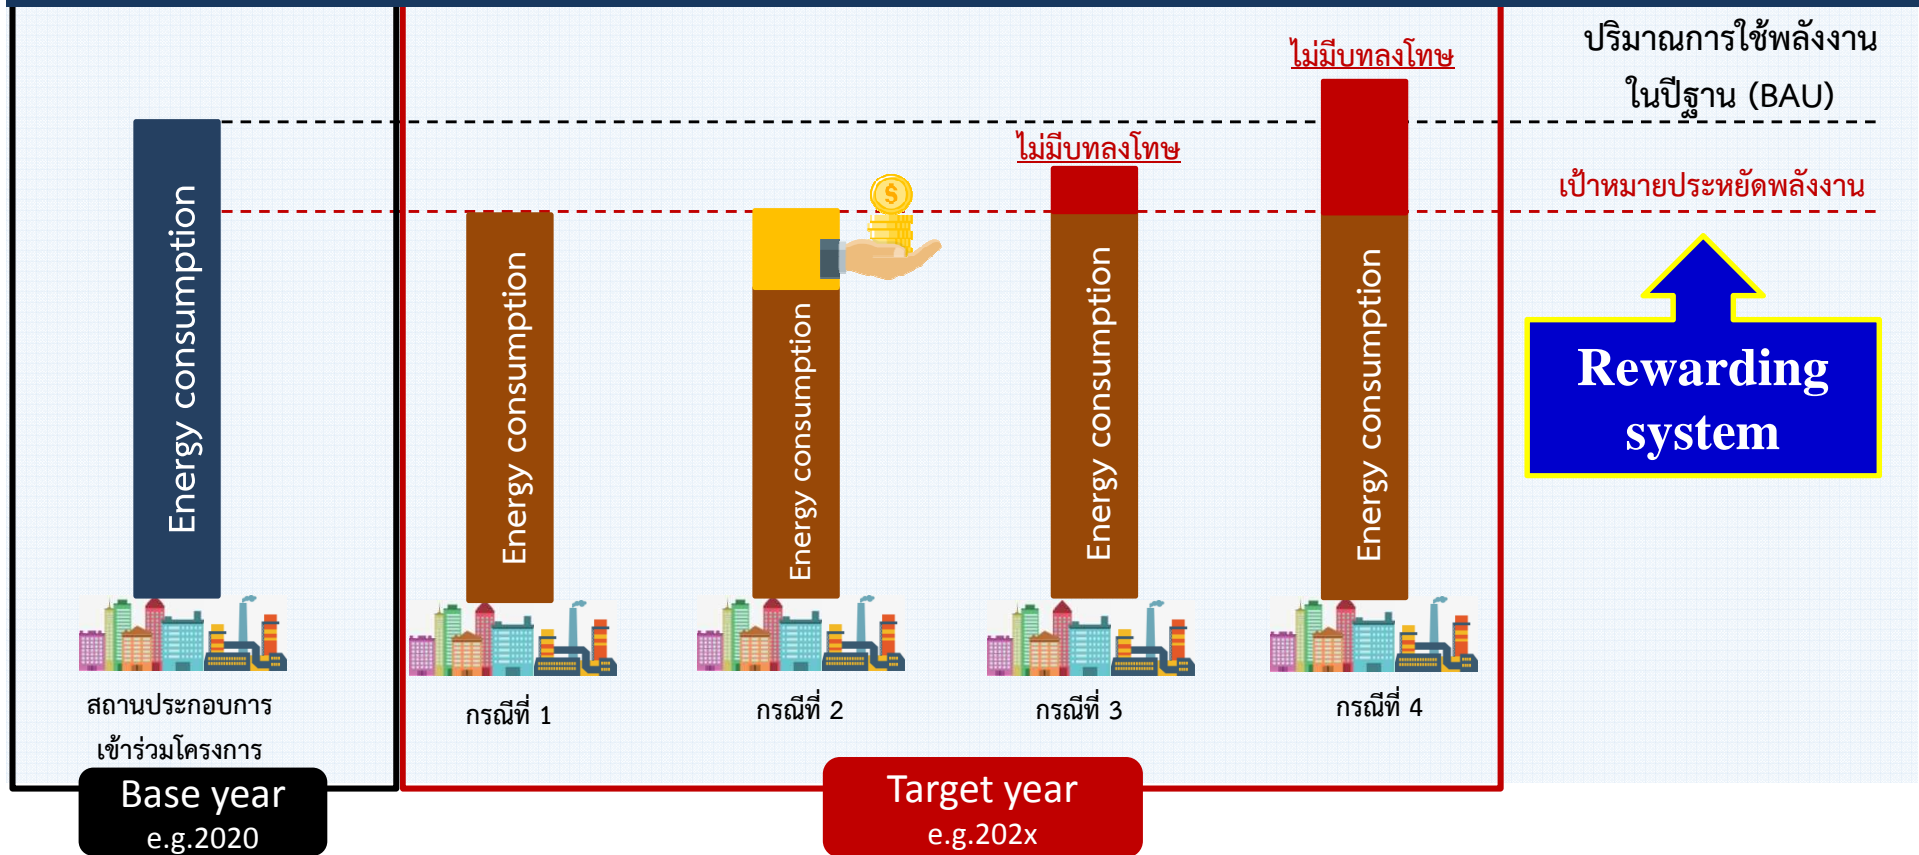 ปริมาณการใช้พลังงาน
ในปีฐาน (BAU)
เป้าหมายประหยัดพลังงาน
ไม่มีบทลงโทษ
ไม่มีบทลงโทษ
Energy consumption
Energy consumption
Energy consumption
Energy consumption
Energy consumption
$
Rewarding
system
สถานประกอบการ
เข้าร่วมโครงการ
กรณีที่ 1
กรณีที่ 2
กรณีที่ 3
กรณีที่ 4
Base year
e.g.2020
Target year
e.g.202x